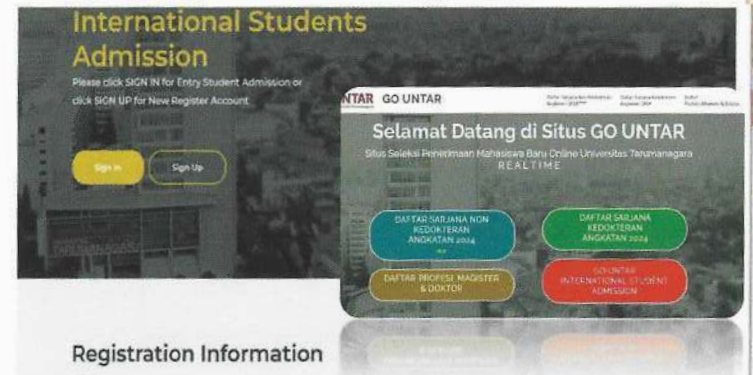 International Students
Admission
Please click SIGN IN for Entry Student Admission or
click SIGN UP for New Register Account
Sign In
Sign Up
NTAR GO UNTAR
Selamat Datang di Situs GO UNTAR
Situs Seleksi Penerimaan Mahasiswa Baru Online Universitas Tarumanagara
REALTIME
DAFTAR SARJANA NON
KEDOKTERAN
ANGKATAN 2024
DAFTAR SARJANA
KEDOKTERAN
ANGKATAN 2024
DAFTAR PROFESI, MAGISTER
& DOKTOR
GO UNTAR
INTERNATIONAL STUDENT
ADMISSION
Registration Information